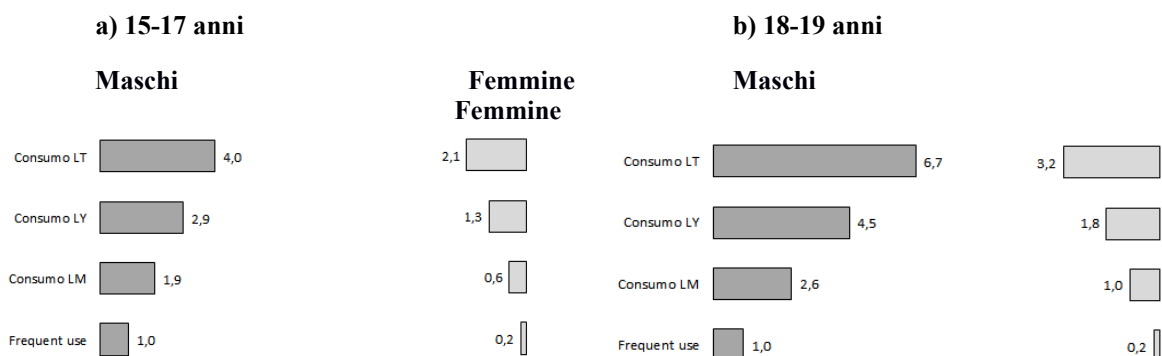 a) 15-17 anni
b) 18-19 anni
Maschi
Femmine
Maschi
Femmine
Consumo LT 4,0 2,1
Consumo LY 2,9 1,3
Consumo LM 1,9 0,6
Frequent use 1,0 0,2
Consumo LT 6,7 3,2
Consumo LY 4,5 1,8
Consumo LM 2,6 1,0
Frequent use 1,0 0,2